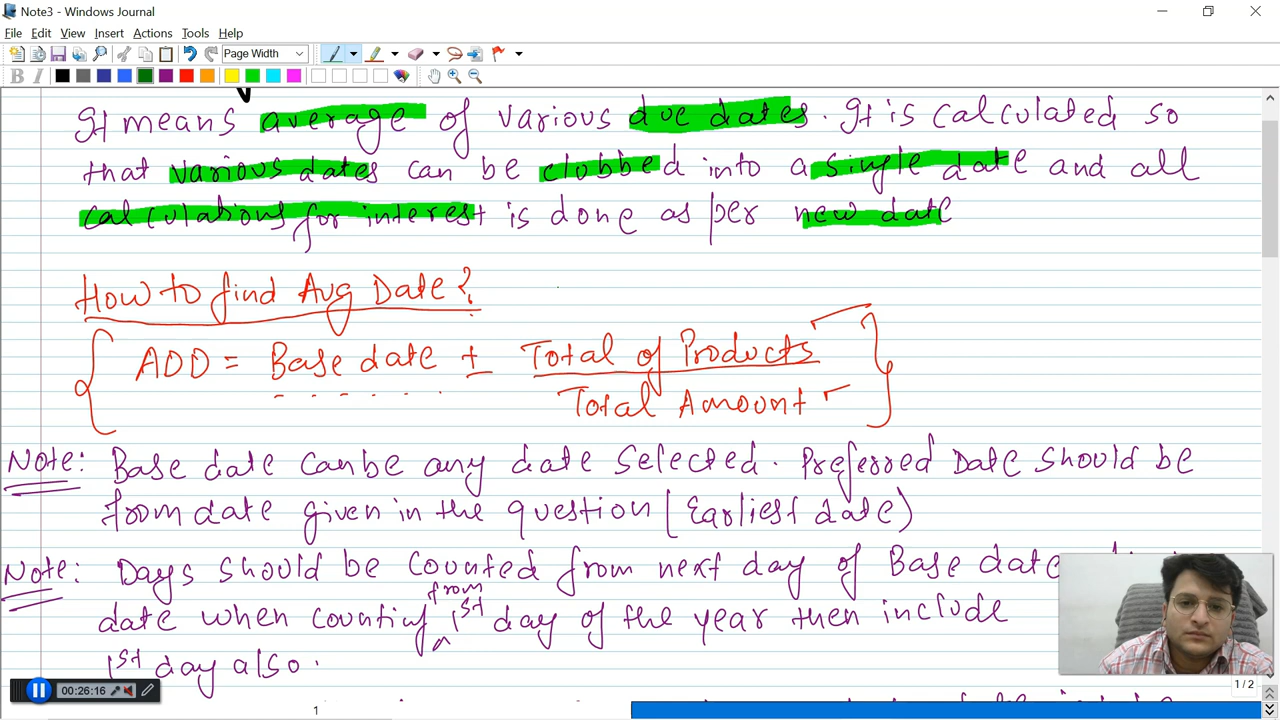 Note3 - Windows Journal
File Edit View Insert Actions Tools Help
Page Width
B I
It means average of various due dates. It is calculated so
that various dates can be clubbed into a single date and all
calculations for interest is done as per new date
How to find Avg Date?
ADD = Base date ± Total of Products
Total Amount
Note: Base date can be any date selected. Preferred Date should be
from date given in the question (Earliest date)
Note: Days should be counted from next day of Base date
from
date when counting 1st day of the year then include
1st day also.
00:26:16
1 / 2
1